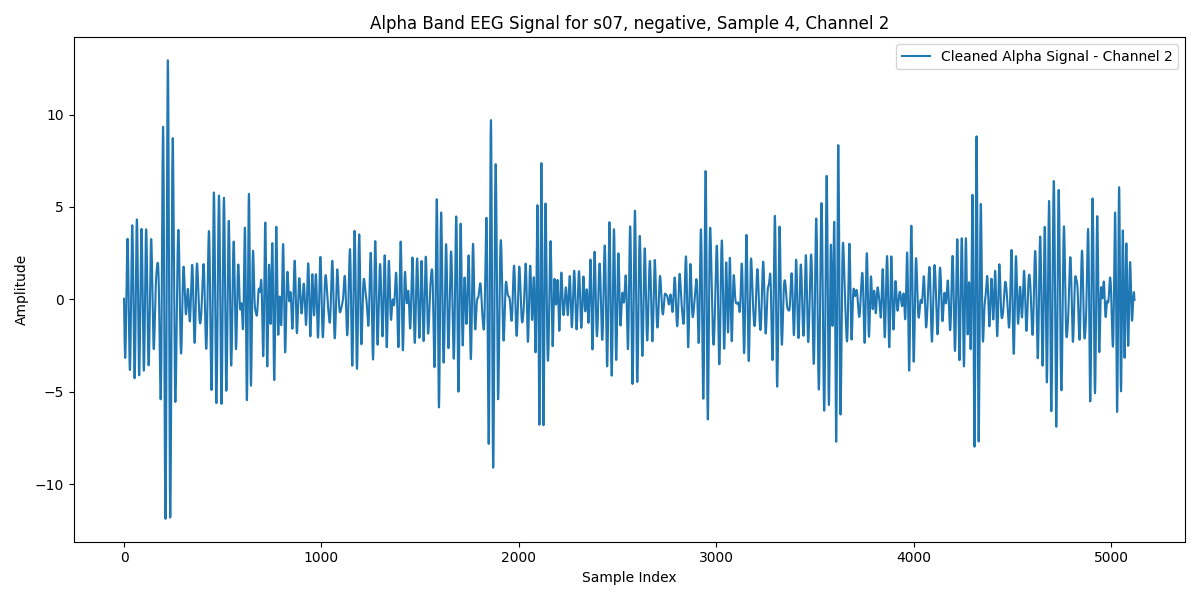 Alpha Band EEG Signal for s07, negative, Sample 4, Channel 2
Cleaned Alpha Signal - Channel 2
Amplitude
10
5
0
−5
−10
0 1000 2000 3000 4000 5000
Sample Index